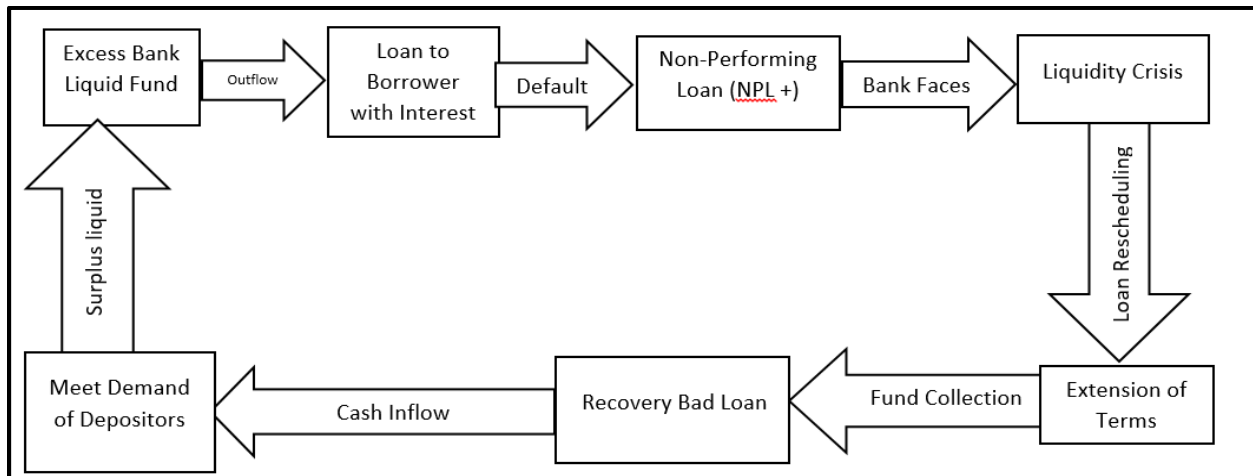 Excess Bank
Liquid Fund
Outflow
Loan to
Borrower
with Interest
Default
Non-Performing
Loan (NPL +)
Bank Faces
Liquidity Crisis
Loan Rescheduling
Extension of
Terms
Fund Collection
Recovery Bad Loan
Cash Inflow
Meet Demand
of Depositors
Surplus liquid